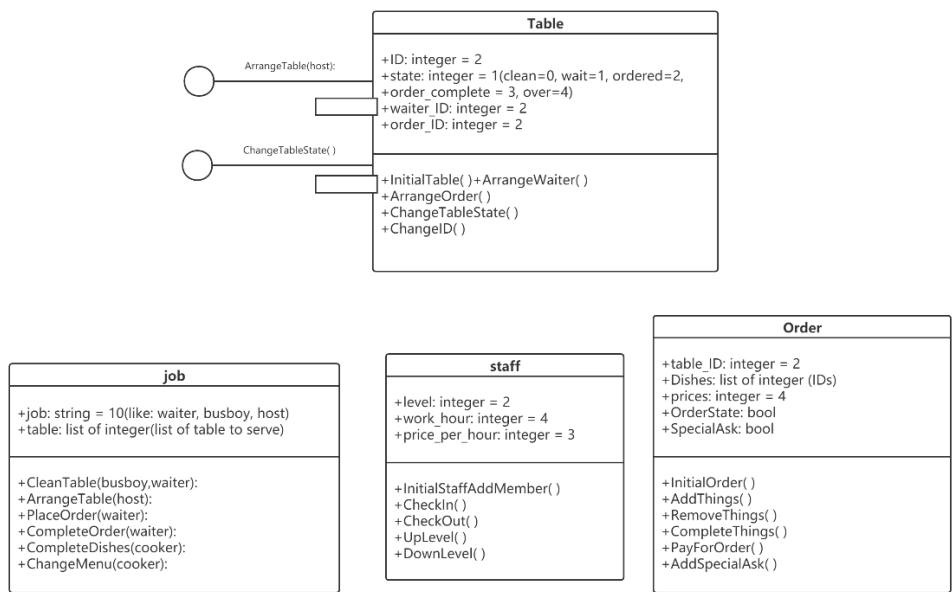 Table
ArrangeTable(host):
+ID: integer = 2
+state: integer = 1(clean=0, wait=1, ordered=2,
+order_complete = 3, over=4)
+waiter_ID: integer = 2
+order_ID: integer = 2
ChangeTableState( )
+InitialTable( )+ArrangeWaiter( )
+ArrangeOrder( )
+ChangeTableState( )
+ChangeID( )
job
+job: string = 10(like: waiter, busboy, host)
+table: list of integer(list of table to serve)
+CleanTable(busboy,waiter):
+ArrangeTable(host):
+PlaceOrder(waiter):
+CompleteOrder(waiter):
+CompleteDishes(cooker):
+ChangeMenu(cooker):
staff
+level: integer = 2
+work_hour: integer = 4
+price_per_hour: integer = 3
+InitialStaffAddMember( )
+CheckIn( )
+CheckOut( )
+UpLevel( )
+DownLevel( )
Order
+table_ID: integer = 2
+Dishes: list of integer (IDs)
+prices: integer = 4
+OrderState: bool
+SpecialAsk: bool
+InitialOrder( )
+AddThings( )
+RemoveThings( )
+CompleteThings( )
+PayForOrder( )
+AddSpecialAsk( )